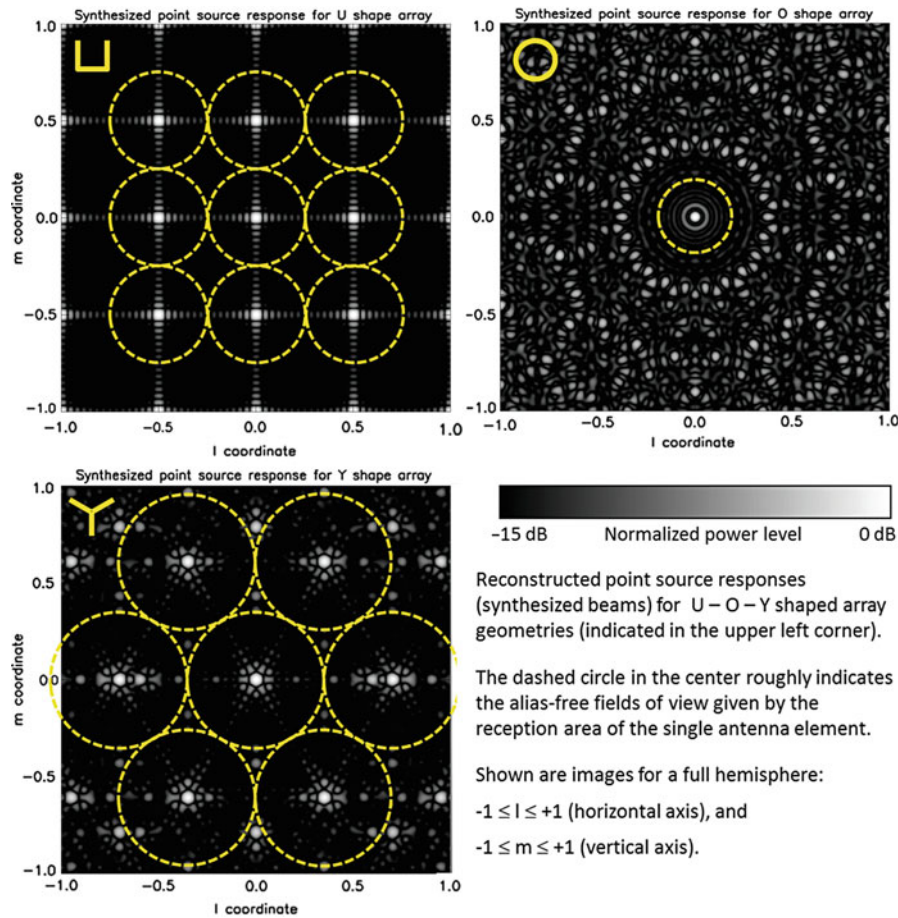 Synthesized point source response for U shape array
1.0
0.5
0.0
-0.5
-1.0
m coordinate
-1.0 -0.5 0.0 0.5 1.0
l coordinate
Synthesized point source response for O shape array
1.0
0.5
0.0
-0.5
-1.0
m coordinate
-1.0 -0.5 0.0 0.5 1.0
l coordinate
Synthesized point source response for Y shape array
1.0
0.5
0.0
-0.5
-1.0
m coordinate
-1.0 -0.5 0.0 0.5 1.0
l coordinate
–15 dB Normalized power level 0 dB
Reconstructed point source responses
(synthesized beams) for U – O – Y shaped array
geometries (indicated in the upper left corner).
The dashed circle in the center roughly indicates
the alias-free fields of view given by the
reception area of the single antenna element.
Shown are images for a full hemisphere:
-1 ≤ l ≤ +1 (horizontal axis), and
-1 ≤ m ≤ +1 (vertical axis).